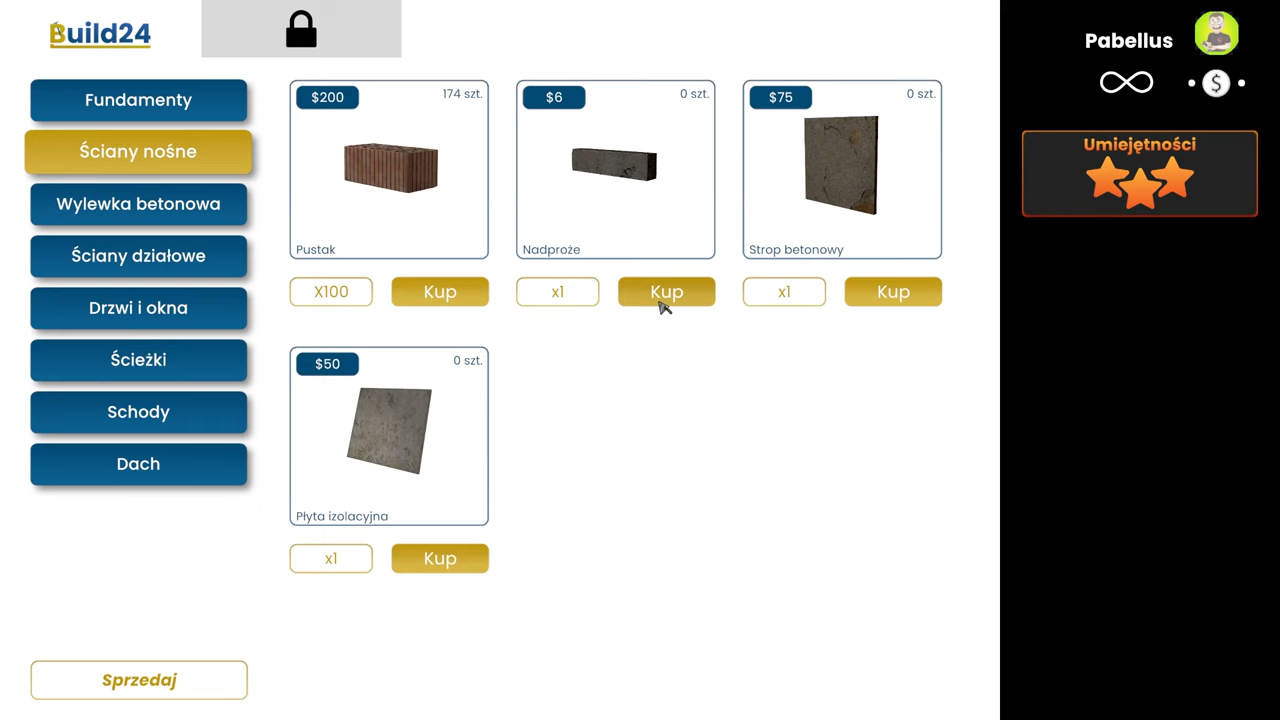 Build24
Pabellus
Fundamenty
Ściany nośne
Wylewka betonowa
Ściany działowe
Drzwi i okna
Ścieżki
Schody
Dach
Sprzedaj
$200
174 szt.
Pustak
X100
Kup
$6
0 szt.
Nadproże
x1
Kup
$75
0 szt.
Strop betonowy
x1
Kup
$50
0 szt.
Płyta izolacyjna
x1
Kup
∞
$
Umiejętności